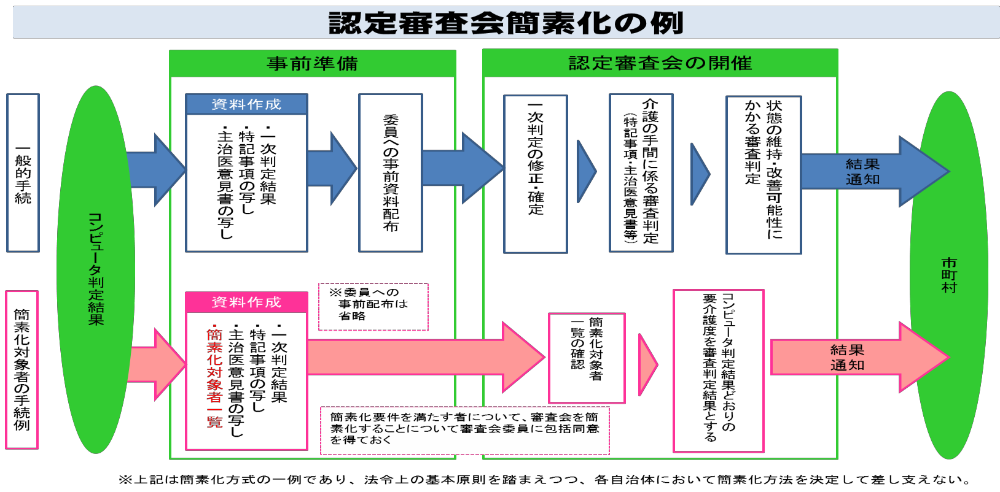 認定審査会簡素化の例
事前準備
認定審査会の開催
一般的手続
コンピュータ判定結果
資料作成
・一次判定結果
・特記事項の写し
・主治医意見書の写し
委員への事前資料配布
一次判定の修正・確定
介護の手間に係る審査判定
（特記事項・主治医意見書等）
状態の維持・改善可能性に
かかる審査判定
結果
通知
市町村
簡素化対象者の手続例
資料作成
・一次判定結果
・特記事項の写し
・主治医意見書の写し
・簡素化対象者一覧
※委員への
事前配布は
省略
簡素化要件を満たす者について、審査会を簡
素化することについて審査会委員に包括同意
を得ておく
簡素化対象者
一覧の確認
コンピュータ判定結果どおりの
要介護度を審査判定結果とする
結果
通知
※上記は簡素化方式の一例であり、法令上の基本原則を踏まえつつ、各自治体において簡素化方法を決定して差し支えない。